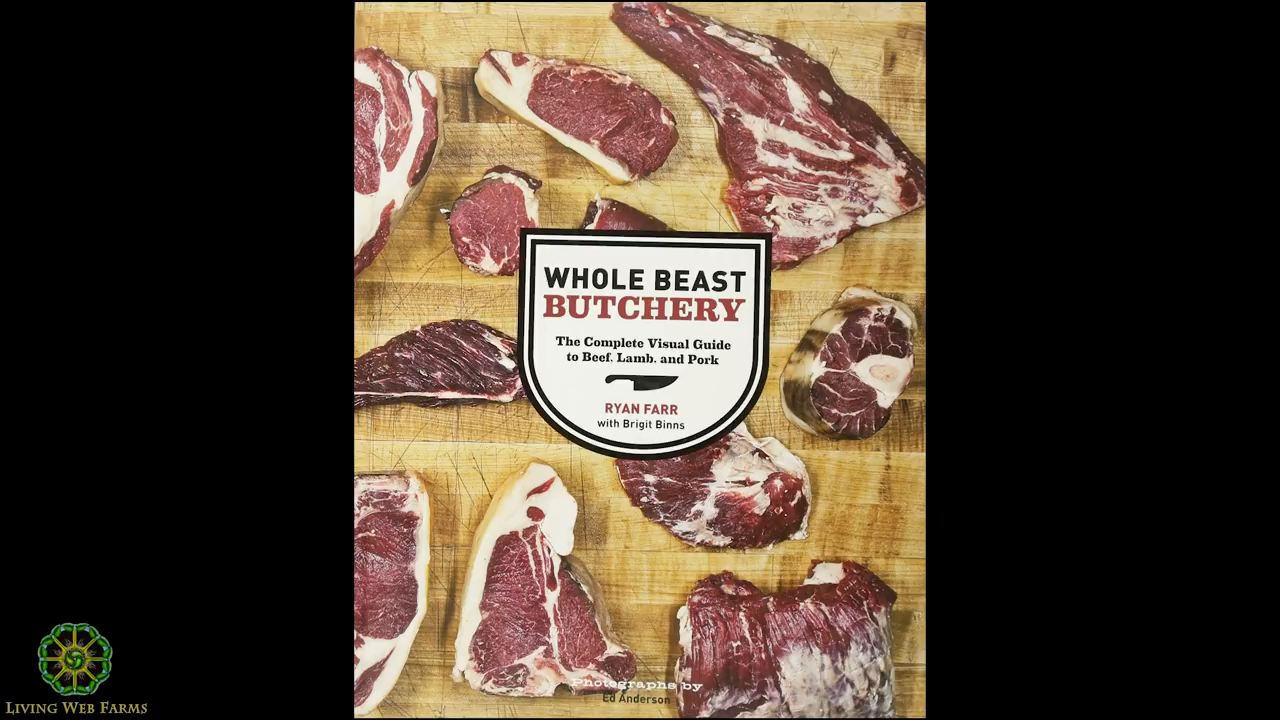 WHOLE BEAST
BUTCHERY
The Complete Visual Guide
to Beef, Lamb, and Pork
RYAN FARR
with Brigit Binns
Photographs by
Ed Anderson
LIVING WEB FARMS